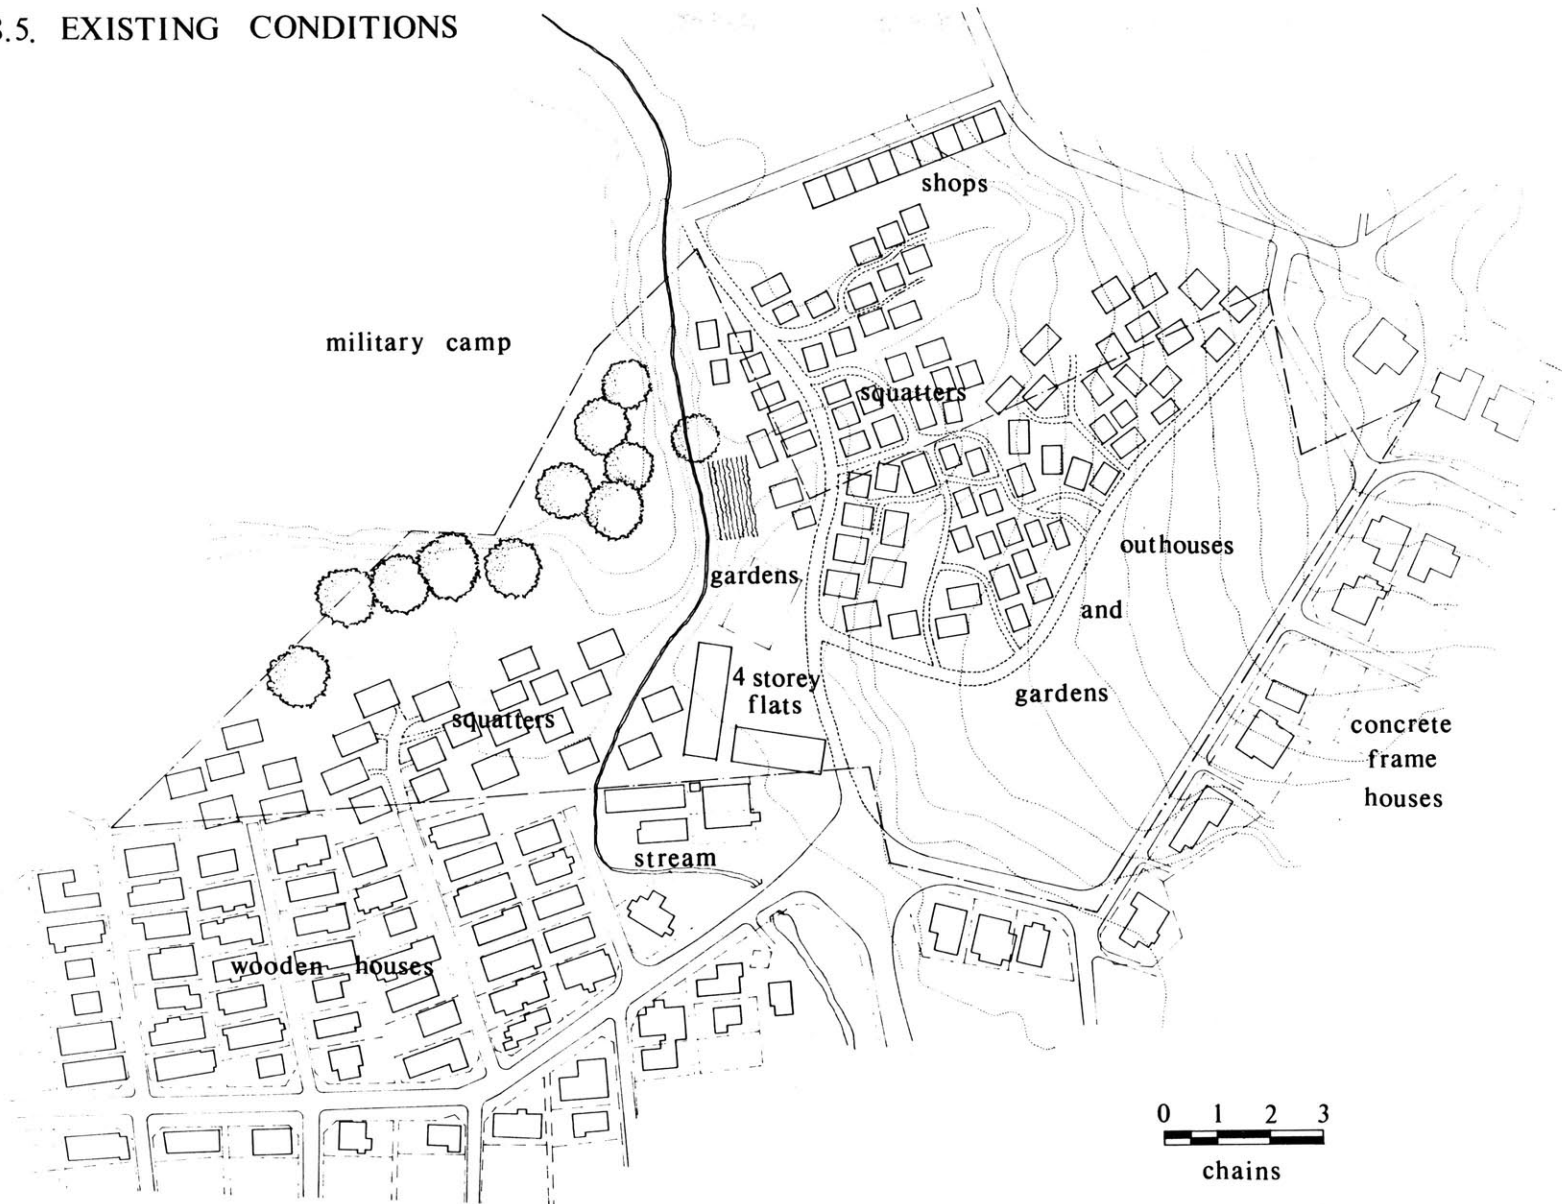 3.5. EXISTING CONDITIONS
shops
military camp
squatters
outhouses
gardens
and
4 storey
flats
gardens
squatters
concrete
frame
houses
stream
wooden houses
0 1 2 3
chains